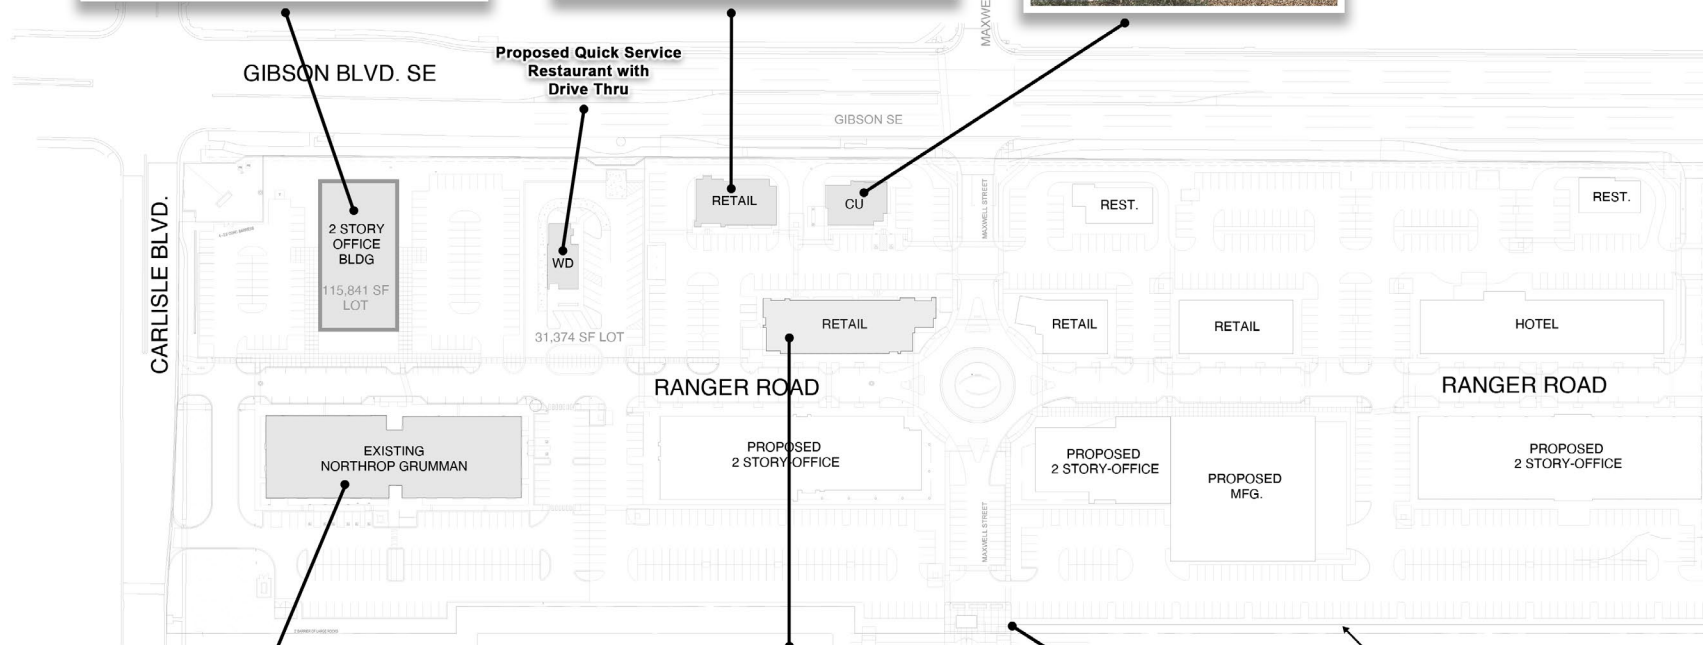 MAXWE
Proposed Quick Service
Restaurant with
Drive Thru
GIBSON BLVD. SE
GIBSON SE
CARLISLE BLVD.
2 STORY
OFFICE
BLDG
115,841 SF
LOT
WD
31,374 SF LOT
RETAIL
CU
MAXWELL STREET
REST.
REST.
RETAIL
RETAIL
RETAIL
HOTEL
RANGER ROAD
RANGER ROAD
EXISTING
NORTHROP GRUMMAN
PROPOSED
2 STORY-OFFICE
PROPOSED
2 STORY-OFFICE
PROPOSED
MFG.
PROPOSED
2 STORY-OFFICE
MAXWELL STREET